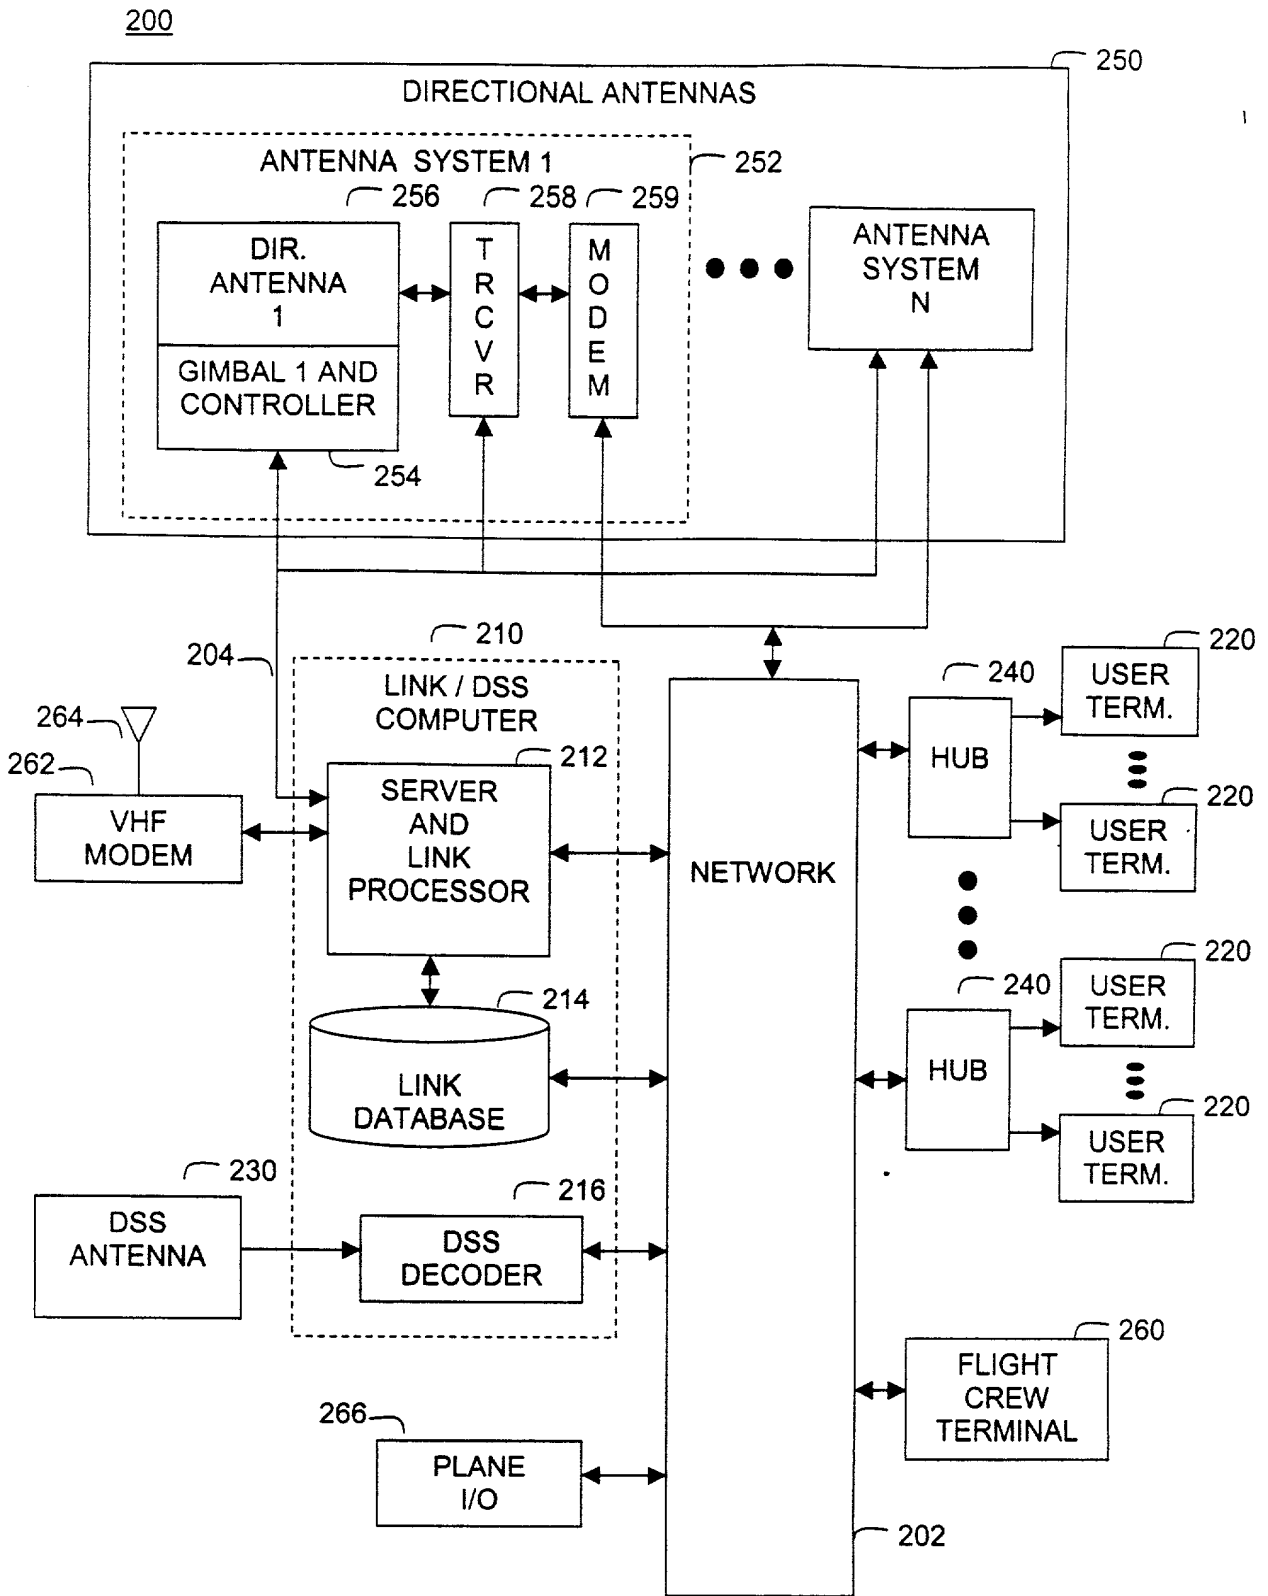 200
250
DIRECTIONAL ANTENNAS
ANTENNA SYSTEM 1
252
256
258
259
DIR.
ANTENNA
1
TRCVR
MODEM
ANTENNA
SYSTEM
N
GIMBAL 1 AND
CONTROLLER
254
204
210
LINK / DSS
COMPUTER
264
262
VHF
MODEM
212
SERVER
AND
LINK
PROCESSOR
214
LINK
DATABASE
230
DSS
ANTENNA
216
DSS
DECODER
266
PLANE
I/O
NETWORK
202
240
HUB
220
USER
TERM.
220
USER
TERM.
240
HUB
220
USER
TERM.
220
USER
TERM.
260
FLIGHT
CREW
TERMINAL